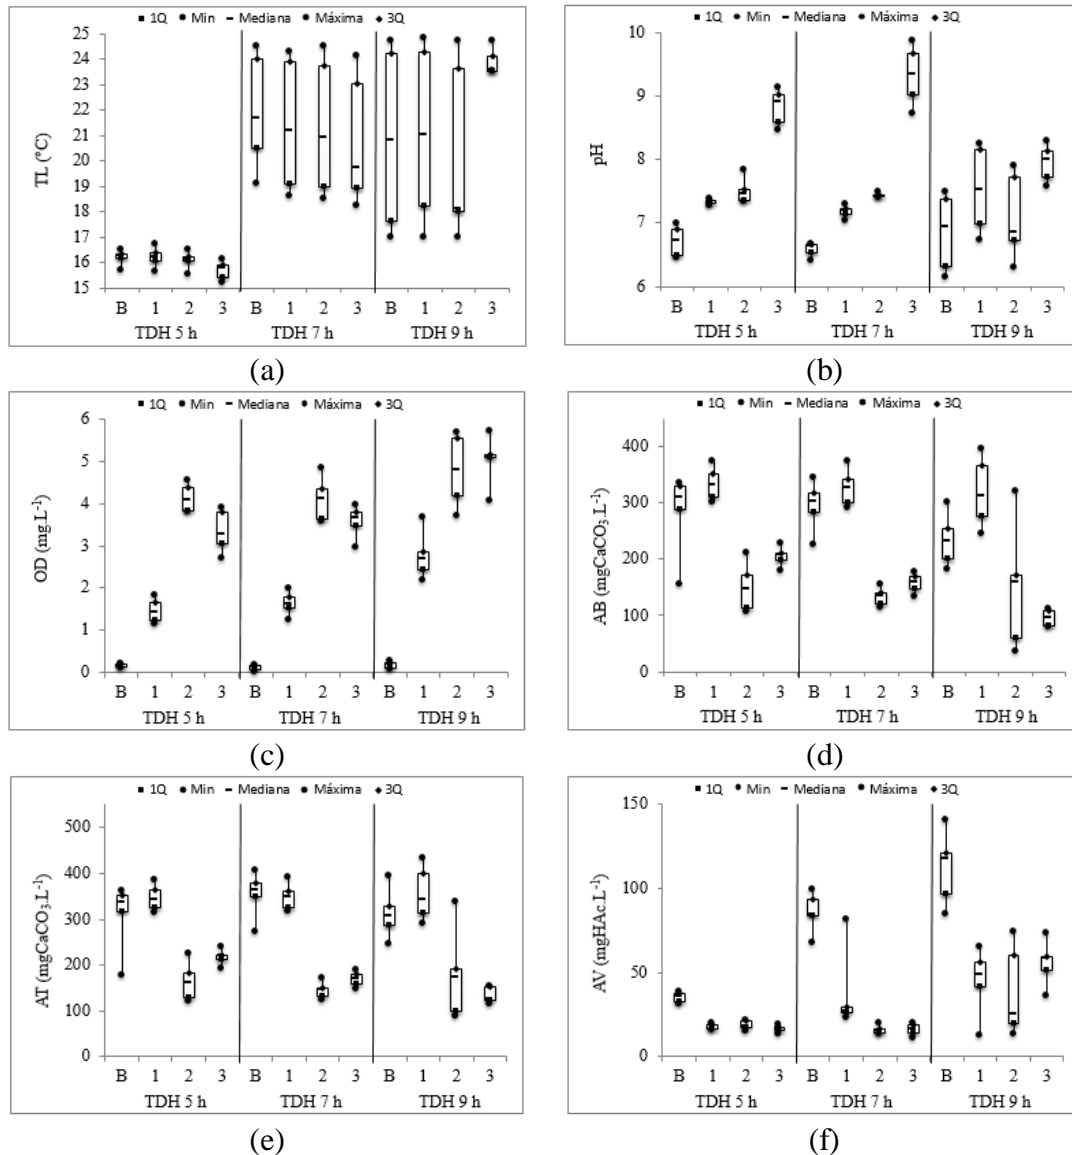 ■ 1Q ● Min – Mediana ● Máxima ♦ 3Q
25
24
23
22
21
20
19
18
17
16
15
TL (°C)
B 1 2 3 B 1 2 3 B 1 2 3
TDH 5 h TDH 7 h TDH 9 h
(a)
■ 1Q ● Min – Mediana ● Máxima ♦ 3Q
10
9
8
7
6
pH
B 1 2 3 B 1 2 3 B 1 2 3
TDH 5 h TDH 7 h TDH 9 h
(b)
■ 1Q ● Min – Mediana ● Máxima ♦ 3Q
6
5
4
3
2
1
0
OD (mg.L⁻¹)
B 1 2 3 B 1 2 3 B 1 2 3
TDH 5 h TDH 7 h TDH 9 h
(c)
■ 1Q ● Min – Mediana ● Máxima ♦ 3Q
400
300
200
100
0
AB (mgCaCO₃.L⁻¹)
B 1 2 3 B 1 2 3 B 1 2 3
TDH 5 h TDH 7 h TDH 9 h
(d)
■ 1Q ● Min – Mediana ● Máxima ♦ 3Q
500
400
300
200
100
0
AT (mgCaCO₃.L⁻¹)
B 1 2 3 B 1 2 3 B 1 2 3
TDH 5 h TDH 7 h TDH 9 h
(e)
■ 1Q ● Min – Mediana ● Máxima ♦ 3Q
150
100
50
0
AV (mgHAc.L⁻¹)
B 1 2 3 B 1 2 3 B 1 2 3
TDH 5 h TDH 7 h TDH 9 h
(f)